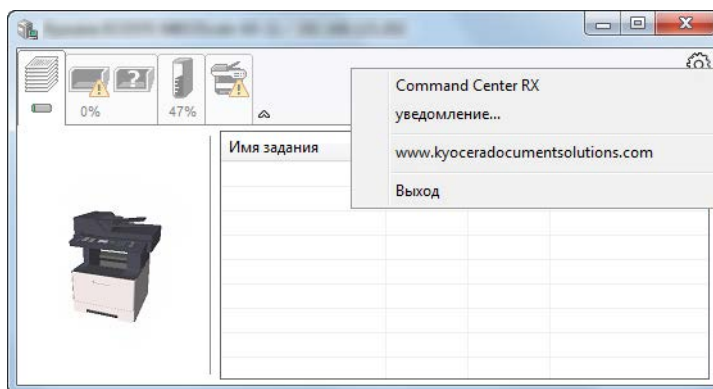 0%
47%
Command Center RX
уведомление...
www.kyoceradocumentsolutions.com
Выход
Имя задания